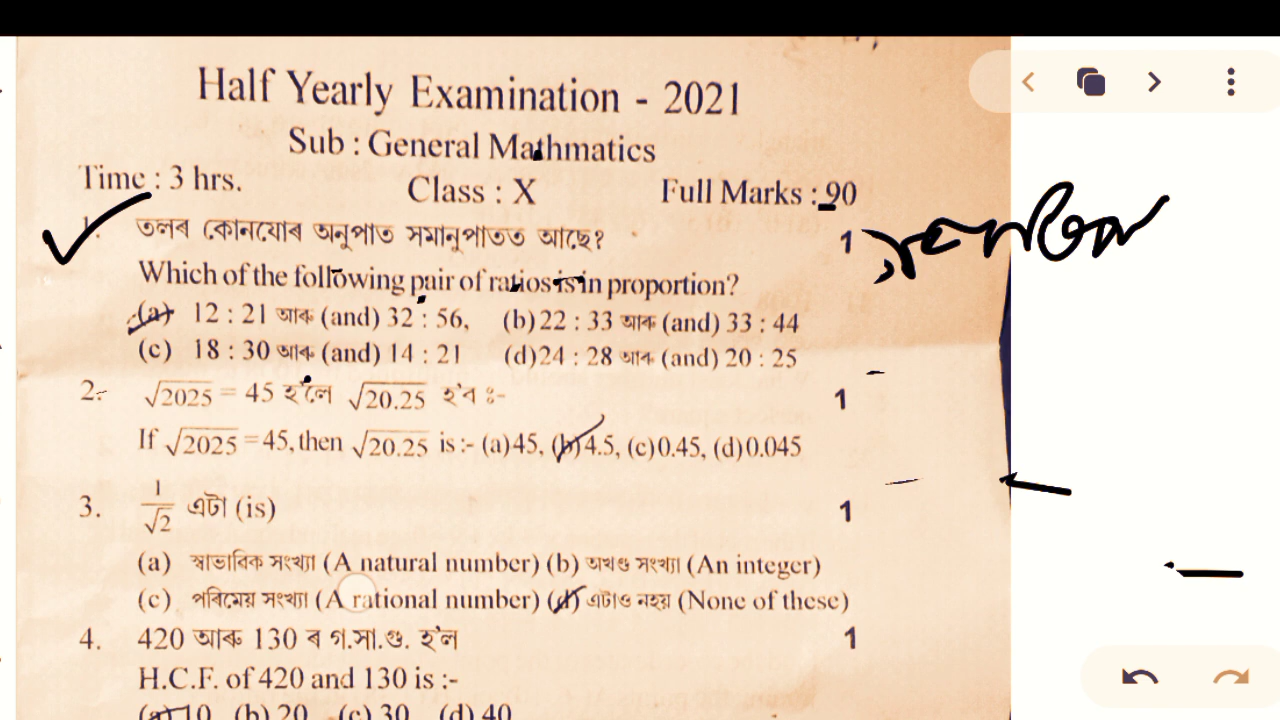 Half Yearly Examination - 2021
Sub : General Mathmatics
Time : 3 hrs.
Class : X
Full Marks : 90
1. তলৰ কোনযোৰ অনুপাত সমানুপাতত আছে? 1
Which of the following pair of ratios is in proportion?
(a) 12 : 21 আৰু (and) 32 : 56, (b) 22 : 33 আৰু (and) 33 : 44
(c) 18 : 30 আৰু (and) 14 : 21 (d) 24 : 28 আৰু (and) 20 : 25
2. √2025 = 45 হ'লে √20.25 হ'ব :- 1
If √2025 = 45, then √20.25 is :- (a) 45, (b) 4.5, (c) 0.45, (d) 0.045
3. 1/√2 এটা (is) 1
(a) স্বাভাৱিক সংখ্যা (A natural number) (b) অখণ্ড সংখ্যা (An integer)
(c) পৰিমেয় সংখ্যা (A rational number) (d) এটাও নহয় (None of these)
4. 420 আৰু 130 ৰ গ.সা.গু. হ'ল 1
H.C.F. of 420 and 130 is :-
(a) 10 (b) 20 (c) 30 (d) 40